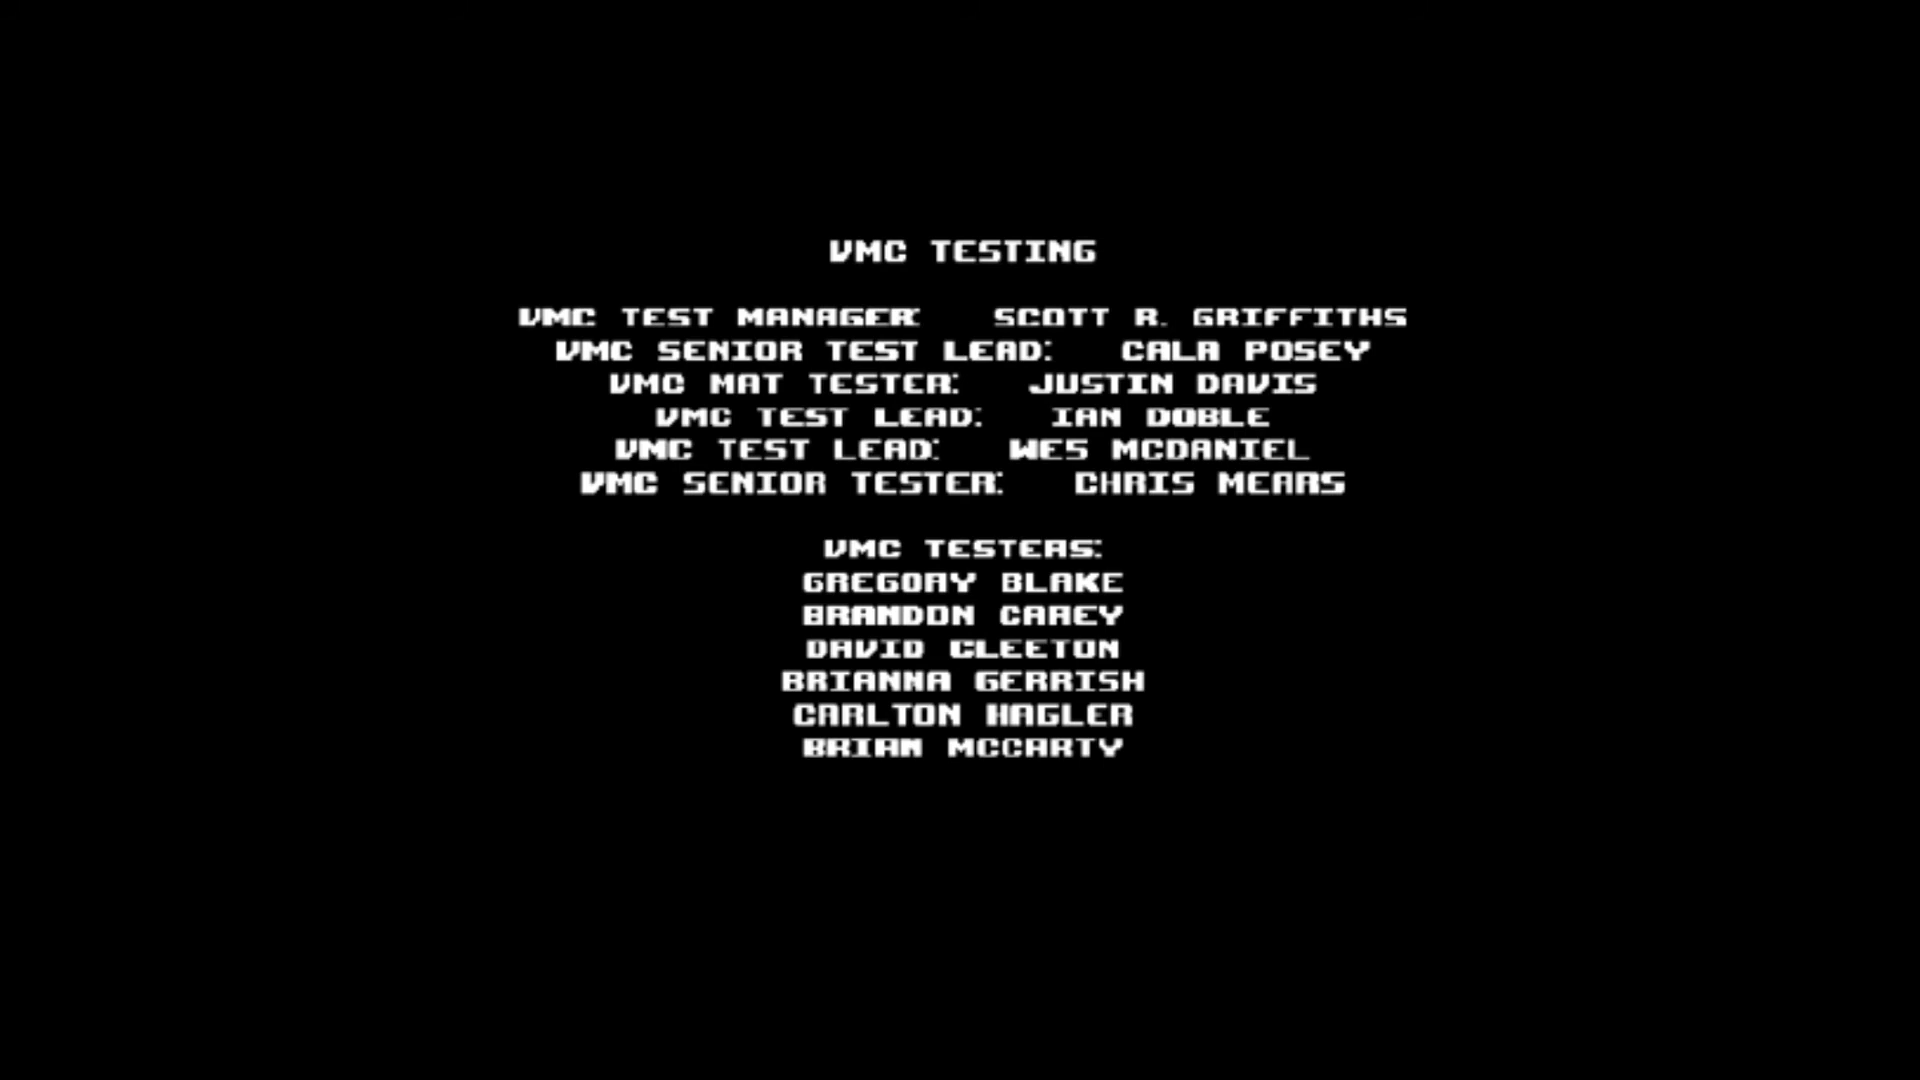 VMC TESTING
VMC TEST MANAGER: SCOTT R. GRIFFITHS
VMC SENIOR TEST LEAD: CALA POSEY
VMC MAT TESTER: JUSTIN DAVIS
VMC TEST LEAD: IAN DOBLE
VMC TEST LEAD: WES MCDANIEL
VMC SENIOR TESTER: CHRIS MEARS
VMC TESTERS:
GREGORY BLAKE
BRANDON CAREY
DAVID CLEETON
BRIANNA GERRISH
CARLTON HAGLER
BRIAN MCCARTY